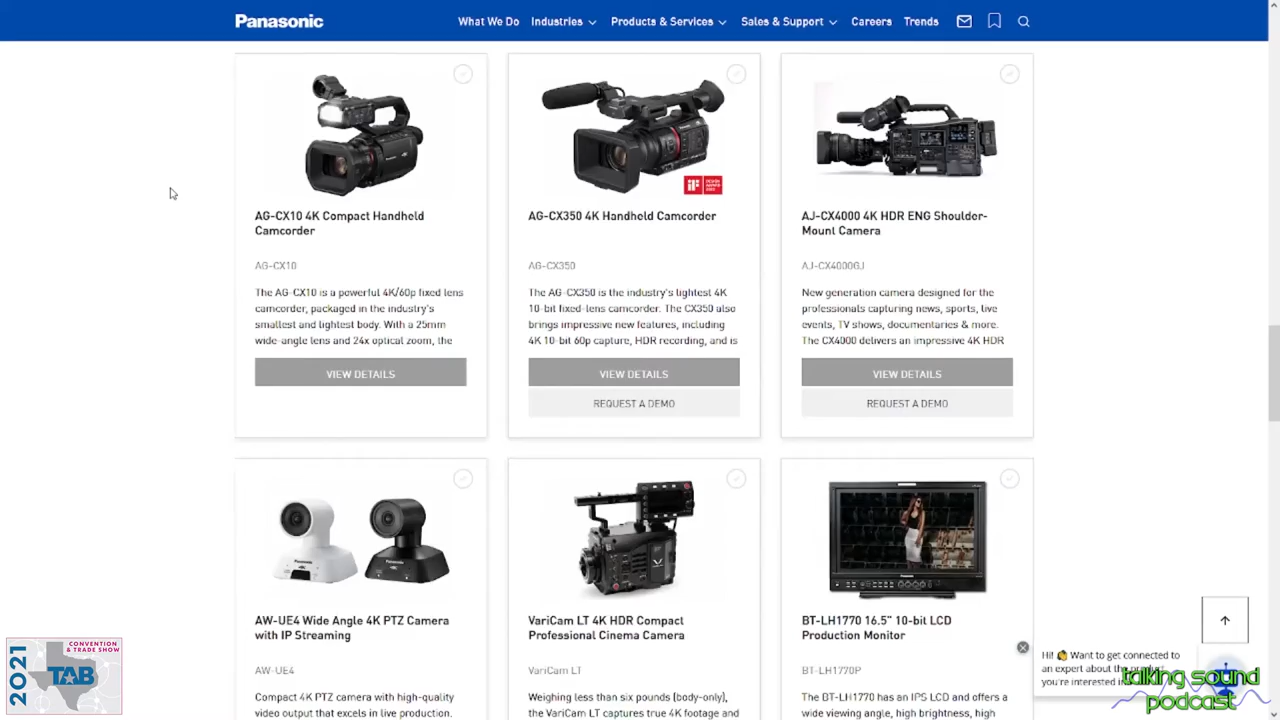 Panasonic
What We Do
Industries
Products & Services
Sales & Support
Careers
Trends
AG-CX10 4K Compact Handheld
Camcorder
AG-CX10
The AG-CX10 is a powerful 4K/60p fixed lens
camcorder, packaged in the industry's
smallest and lightest body. With a 25mm
wide-angle lens and 24x optical zoom, the
VIEW DETAILS
AG-CX350 4K Handheld Camcorder
AG-CX350
The AG-CX350 is the industry's lightest 4K
10-bit fixed-lens camcorder. The CX350 also
brings impressive new features, including
4K 10-bit 60p capture, HDR recording, and is
VIEW DETAILS
REQUEST A DEMO
AJ-CX4000 4K HDR ENG Shoulder-
Mount Camera
AJ-CX4000GJ
New generation camera designed for the
professionals capturing news, sports, live
events, TV shows, documentaries & more.
The CX4000 delivers an impressive 4K HDR
VIEW DETAILS
REQUEST A DEMO
AW-UE4 Wide Angle 4K PTZ Camera
with IP Streaming
AW-UE4
Compact 4K PTZ camera with high-quality
video output that excels in live production.
VariCam LT 4K HDR Compact
Professional Cinema Camera
VariCam LT
Weighing less than six pounds (body-only),
the VariCam LT captures true 4K footage and
BT-LH1770 16.5" 10-bit LCD
Production Monitor
BT-LH1770P
The BT-LH1770 has an IPS LCD and offers a
wide viewing angle, high brightness, high
Hi! Want to get connected to
an expert about the product
you're interested
2021
CONVENTION
& TRADE SHOW
TAB
talking sound
podcast